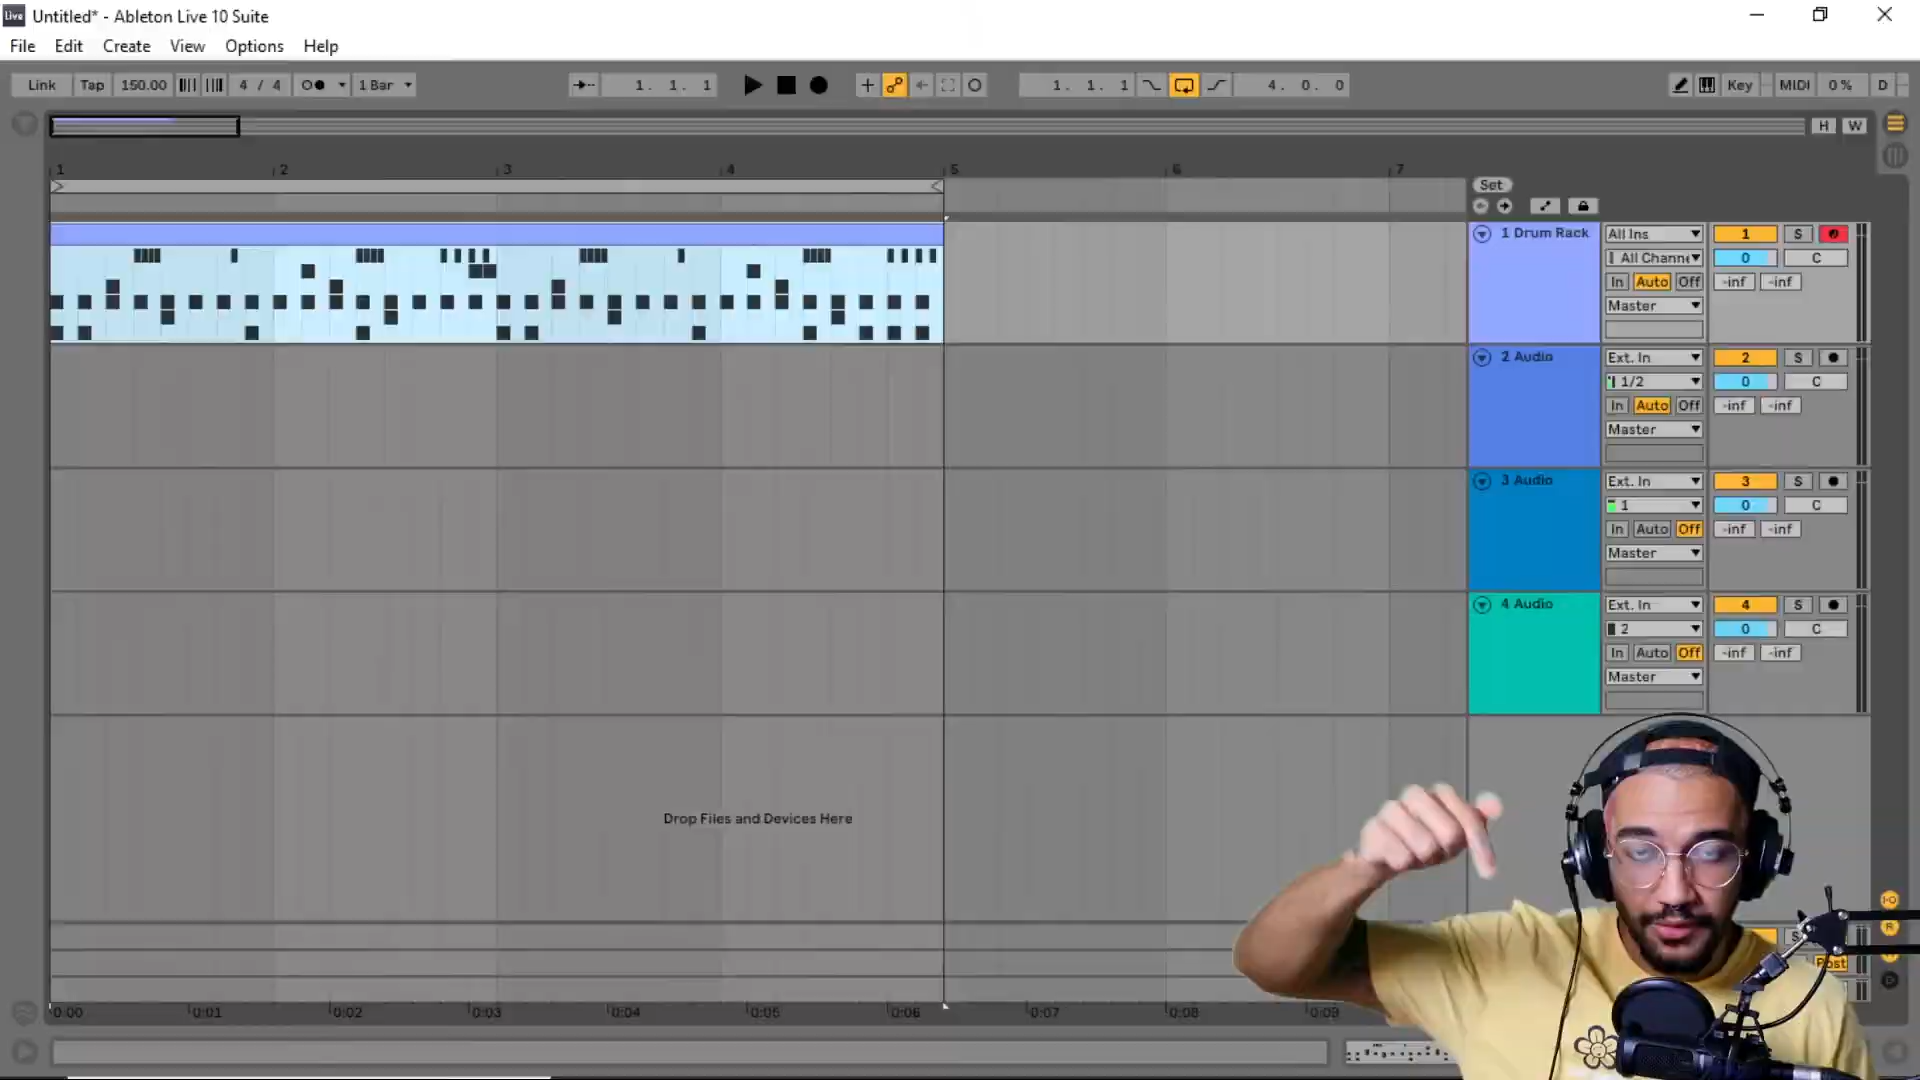 Live Untitled* - Ableton Live 10 Suite
File Edit Create View Options Help
Link Tap 150.00 4 / 4 1 Bar 1. 1. 1 1. 1. 1 4. 0. 0 Key MIDI 0 % D
H W
1 2 3 4 5 6 7
Set
1 Drum Rack All Ins 1 S
All Channe 0 C
In Auto Off -inf -inf
Master
2 Audio Ext. In 2 S
1/2 0 C
In Auto Off -inf -inf
Master
3 Audio Ext. In 3 S
1 0 C
In Auto Off -inf -inf
Master
4 Audio Ext. In 4 S
2 0 C
In Auto Off -inf -inf
Master
Drop Files and Devices Here
I-O
R
S
Post
D
0:00 0:01 0:02 0:03 0:04 0:05 0:06 0:07 0:08 0:09